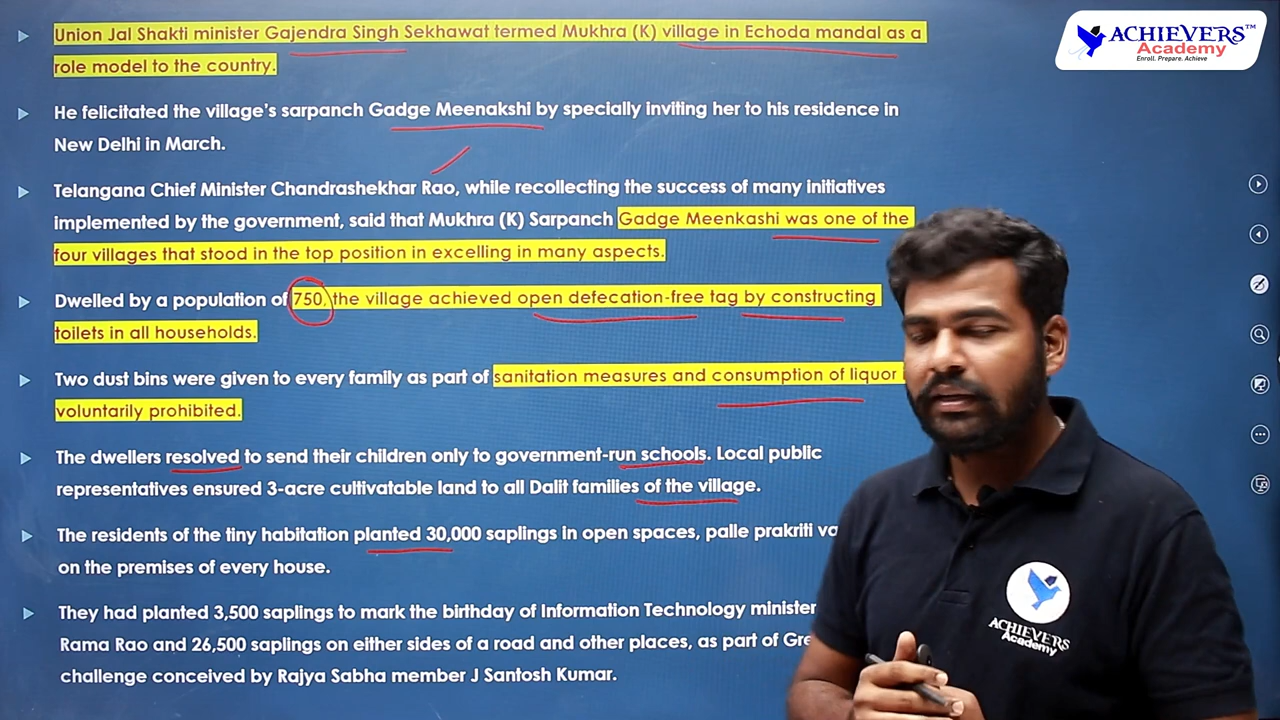 Union Jal Shakti minister Gajendra Singh Sekhawat termed Mukhra (K) village in Echoda mandal as a
role model to the country.
He felicitated the village's sarpanch Gadge Meenakshi by specially inviting her to his residence in
New Delhi in March.
Telangana Chief Minister Chandrashekhar Rao, while recollecting the success of many initiatives
implemented by the government, said that Mukhra (K) Sarpanch Gadge Meenkashi was one of the
four villages that stood in the top position in excelling in many aspects.
Dwelled by a population of 750, the village achieved open defecation-free tag by constructing
toilets in all households.
Two dust bins were given to every family as part of sanitation measures and consumption of liquor
voluntarily prohibited.
The dwellers resolved to send their children only to government-run schools. Local public
representatives ensured 3-acre cultivatable land to all Dalit families of the village.
The residents of the tiny habitation planted 30,000 saplings in open spaces, palle prakriti
on the premises of every house.
They had planted 3,500 saplings to mark the birthday of Information Technology minister
Rama Rao and 26,500 saplings on either sides of a road and other places, as part of
challenge conceived by Rajya Sabha member J Santosh Kumar.
ACHIEVERS™
Academy
Enroll. Prepare. Achieve
ACHIEVERS
Academy